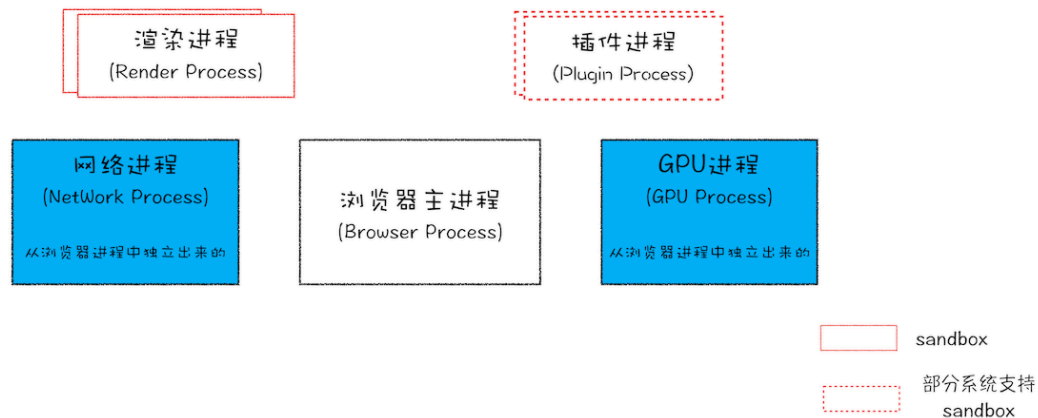 渲染进程
(Render Process)
插件进程
(Plugin Process)
网络进程
(NetWork Process)
从浏览器进程中独立出来的
浏览器主进程
(Browser Process)
GPU进程
(GPU Process)
从浏览器进程中独立出来的
sandbox
部分系统支持
sandbox